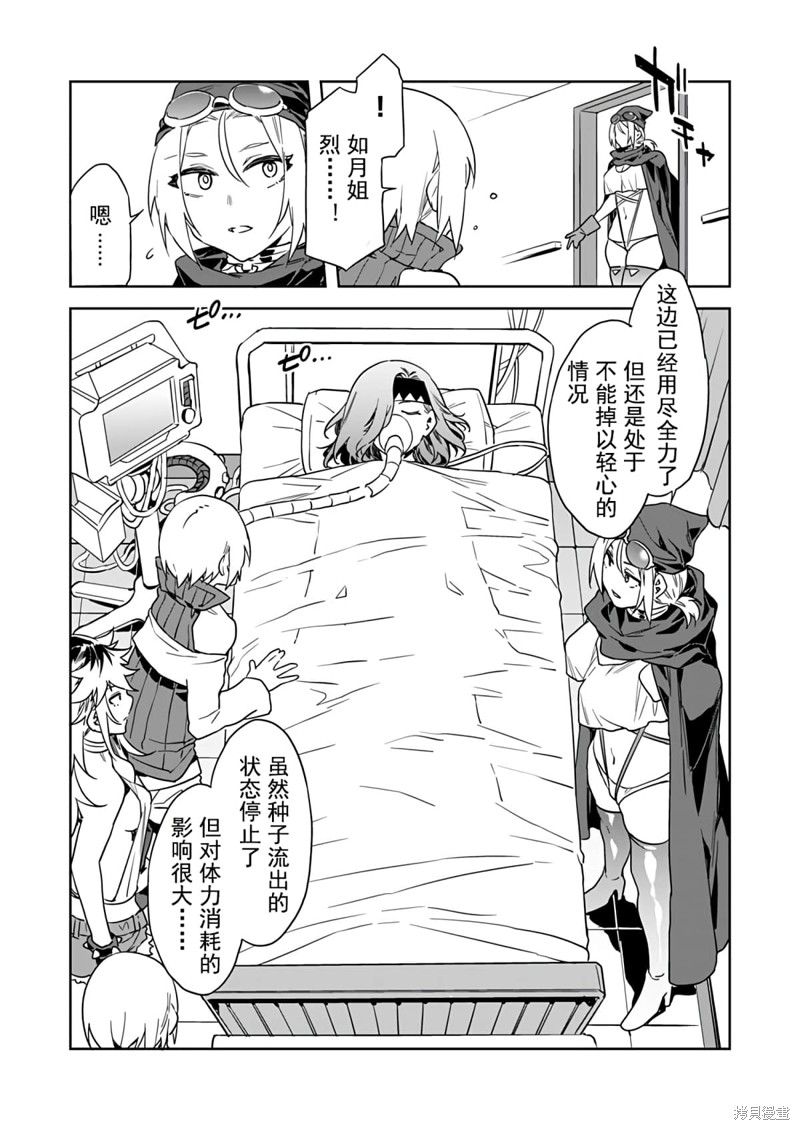 ガチャ
！
如月姐
烈……！
嗯
……
ピ…
ピ…
这边已经用尽全力了
但还是处于
不能掉以轻心的
情况
虽然种子流出的
状态停止了
但对体力消耗的
影响很大……
拷贝漫畫